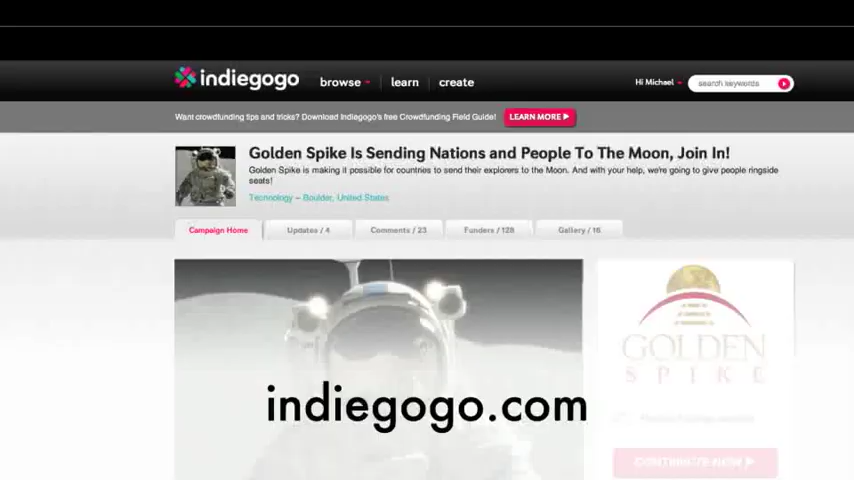 indiegogo
browse
learn
create
Hi Michael
search keywords
Want crowdfunding tips and tricks? Download Indiegogo's free Crowdfunding Field Guide!
LEARN MORE
Golden Spike Is Sending Nations and People To The Moon, Join In!
Golden Spike is making it possible for countries to send their explorers to the Moon. And with your help, we're going to give people ringside
seats!
Technology – Boulder, United States
Campaign Home
Updates / 4
Comments / 23
Funders / 128
Gallery / 16
GOLDEN
SPIKE
indiegogo.com
CONTRIBUTE NOW